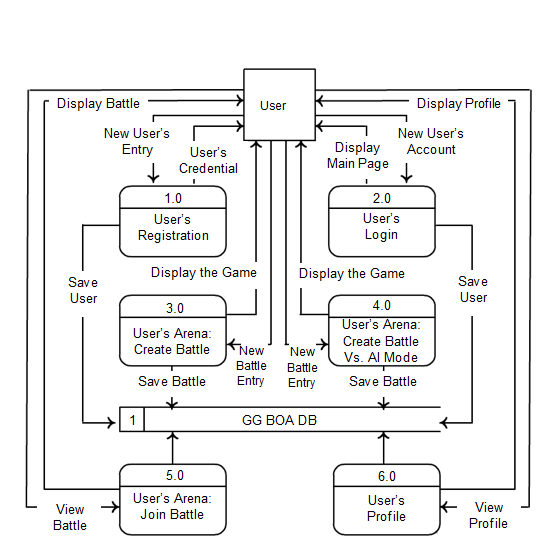 User
Display Battle
Display Profile
New User's
Entry
User's
Credential
Display
Main Page
New User's
Account
1.0
User's
Registration
2.0
User's
Login
Save
User
Display the Game
Display the Game
Save
User
3.0
User's Arena:
Create Battle
4.0
User's Arena:
Create Battle
Vs. AI Mode
New
Battle
Entry
New
Battle
Entry
Save Battle
Save Battle
1
GG BOA DB
5.0
User's Arena:
Join Battle
6.0
User's
Profile
View
Battle
View
Profile